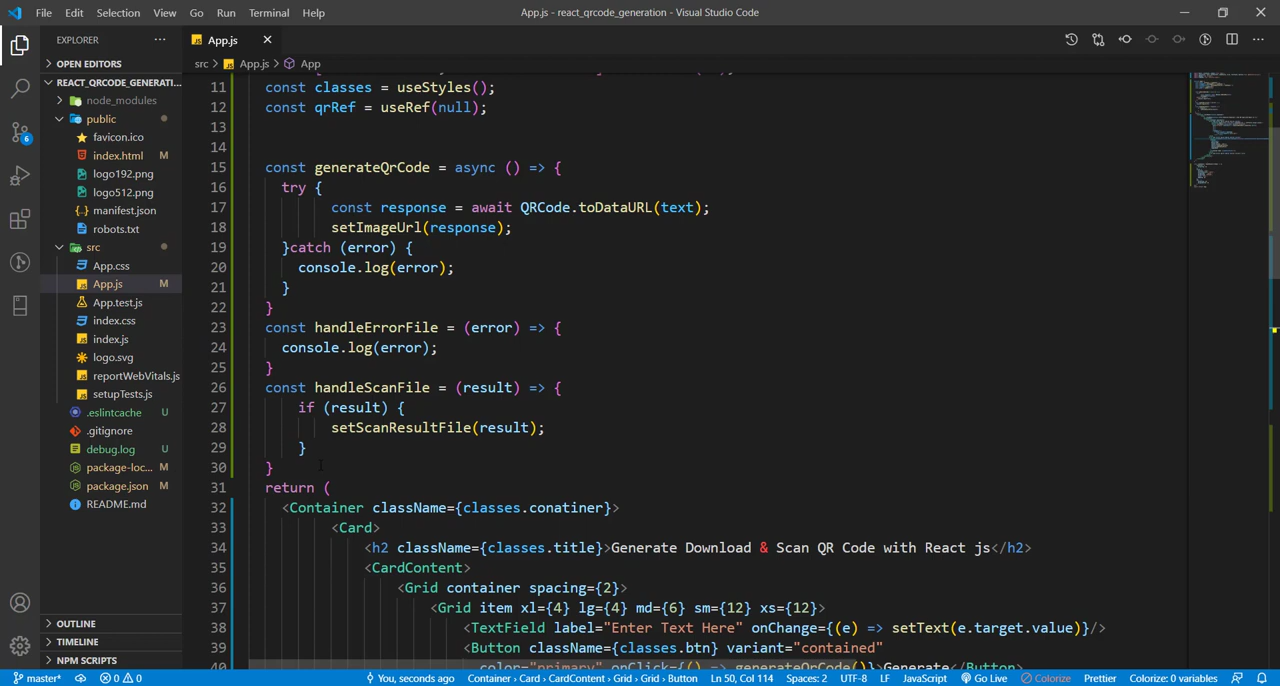 File Edit Selection View Go Run Terminal Help App.js - react_qrcode_generation - Visual Studio Code
EXPLORER ... App.js
OPEN EDITORS src > App.js > App
REACT_QRCODE_GENERATI...
node_modules
public
favicon.ico
index.html M
logo192.png
logo512.png
manifest.json
robots.txt
src
App.css
App.js M
App.test.js
index.css
index.js
logo.svg
reportWebVitals.js
setupTests.js
.eslintcache U
.gitignore
debug.log U
package-loc... M
package.json M
README.md
OUTLINE
TIMELINE
NPM SCRIPTS
6
11 const classes = useStyles();
12 const qrRef = useRef(null);
13
14
15 const generateQrCode = async () => {
16 try {
17 const response = await QRCode.toDataURL(text);
18 setImageUrl(response);
19 }catch (error) {
20 console.log(error);
21 }
22 }
23 const handleErrorFile = (error) => {
24 console.log(error);
25 }
26 const handleScanFile = (result) => {
27 if (result) {
28 setScanResultFile(result);
29 }
30 }
31 return (
32 <Container className={classes.conatiner}>
33 <Card>
34 <h2 className={classes.title}>Generate Download & Scan QR Code with React js</h2>
35 <CardContent>
36 <Grid container spacing={2}>
37 <Grid item xl={4} lg={4} md={6} sm={12} xs={12}>
38 <TextField label="Enter Text Here" onChange={(e) => setText(e.target.value)}/>
39 <Button className={classes.btn} variant="contained"
40 color="primary" onClick={() => generateQrCode()}>Generate</Button>
master* 0 0 You, seconds ago Container > Card > CardContent > Grid > Grid > Button Ln 50, Col 114 Spaces: 2 UTF-8 LF JavaScript Go Live Colorize Prettier Colorize: 0 variables